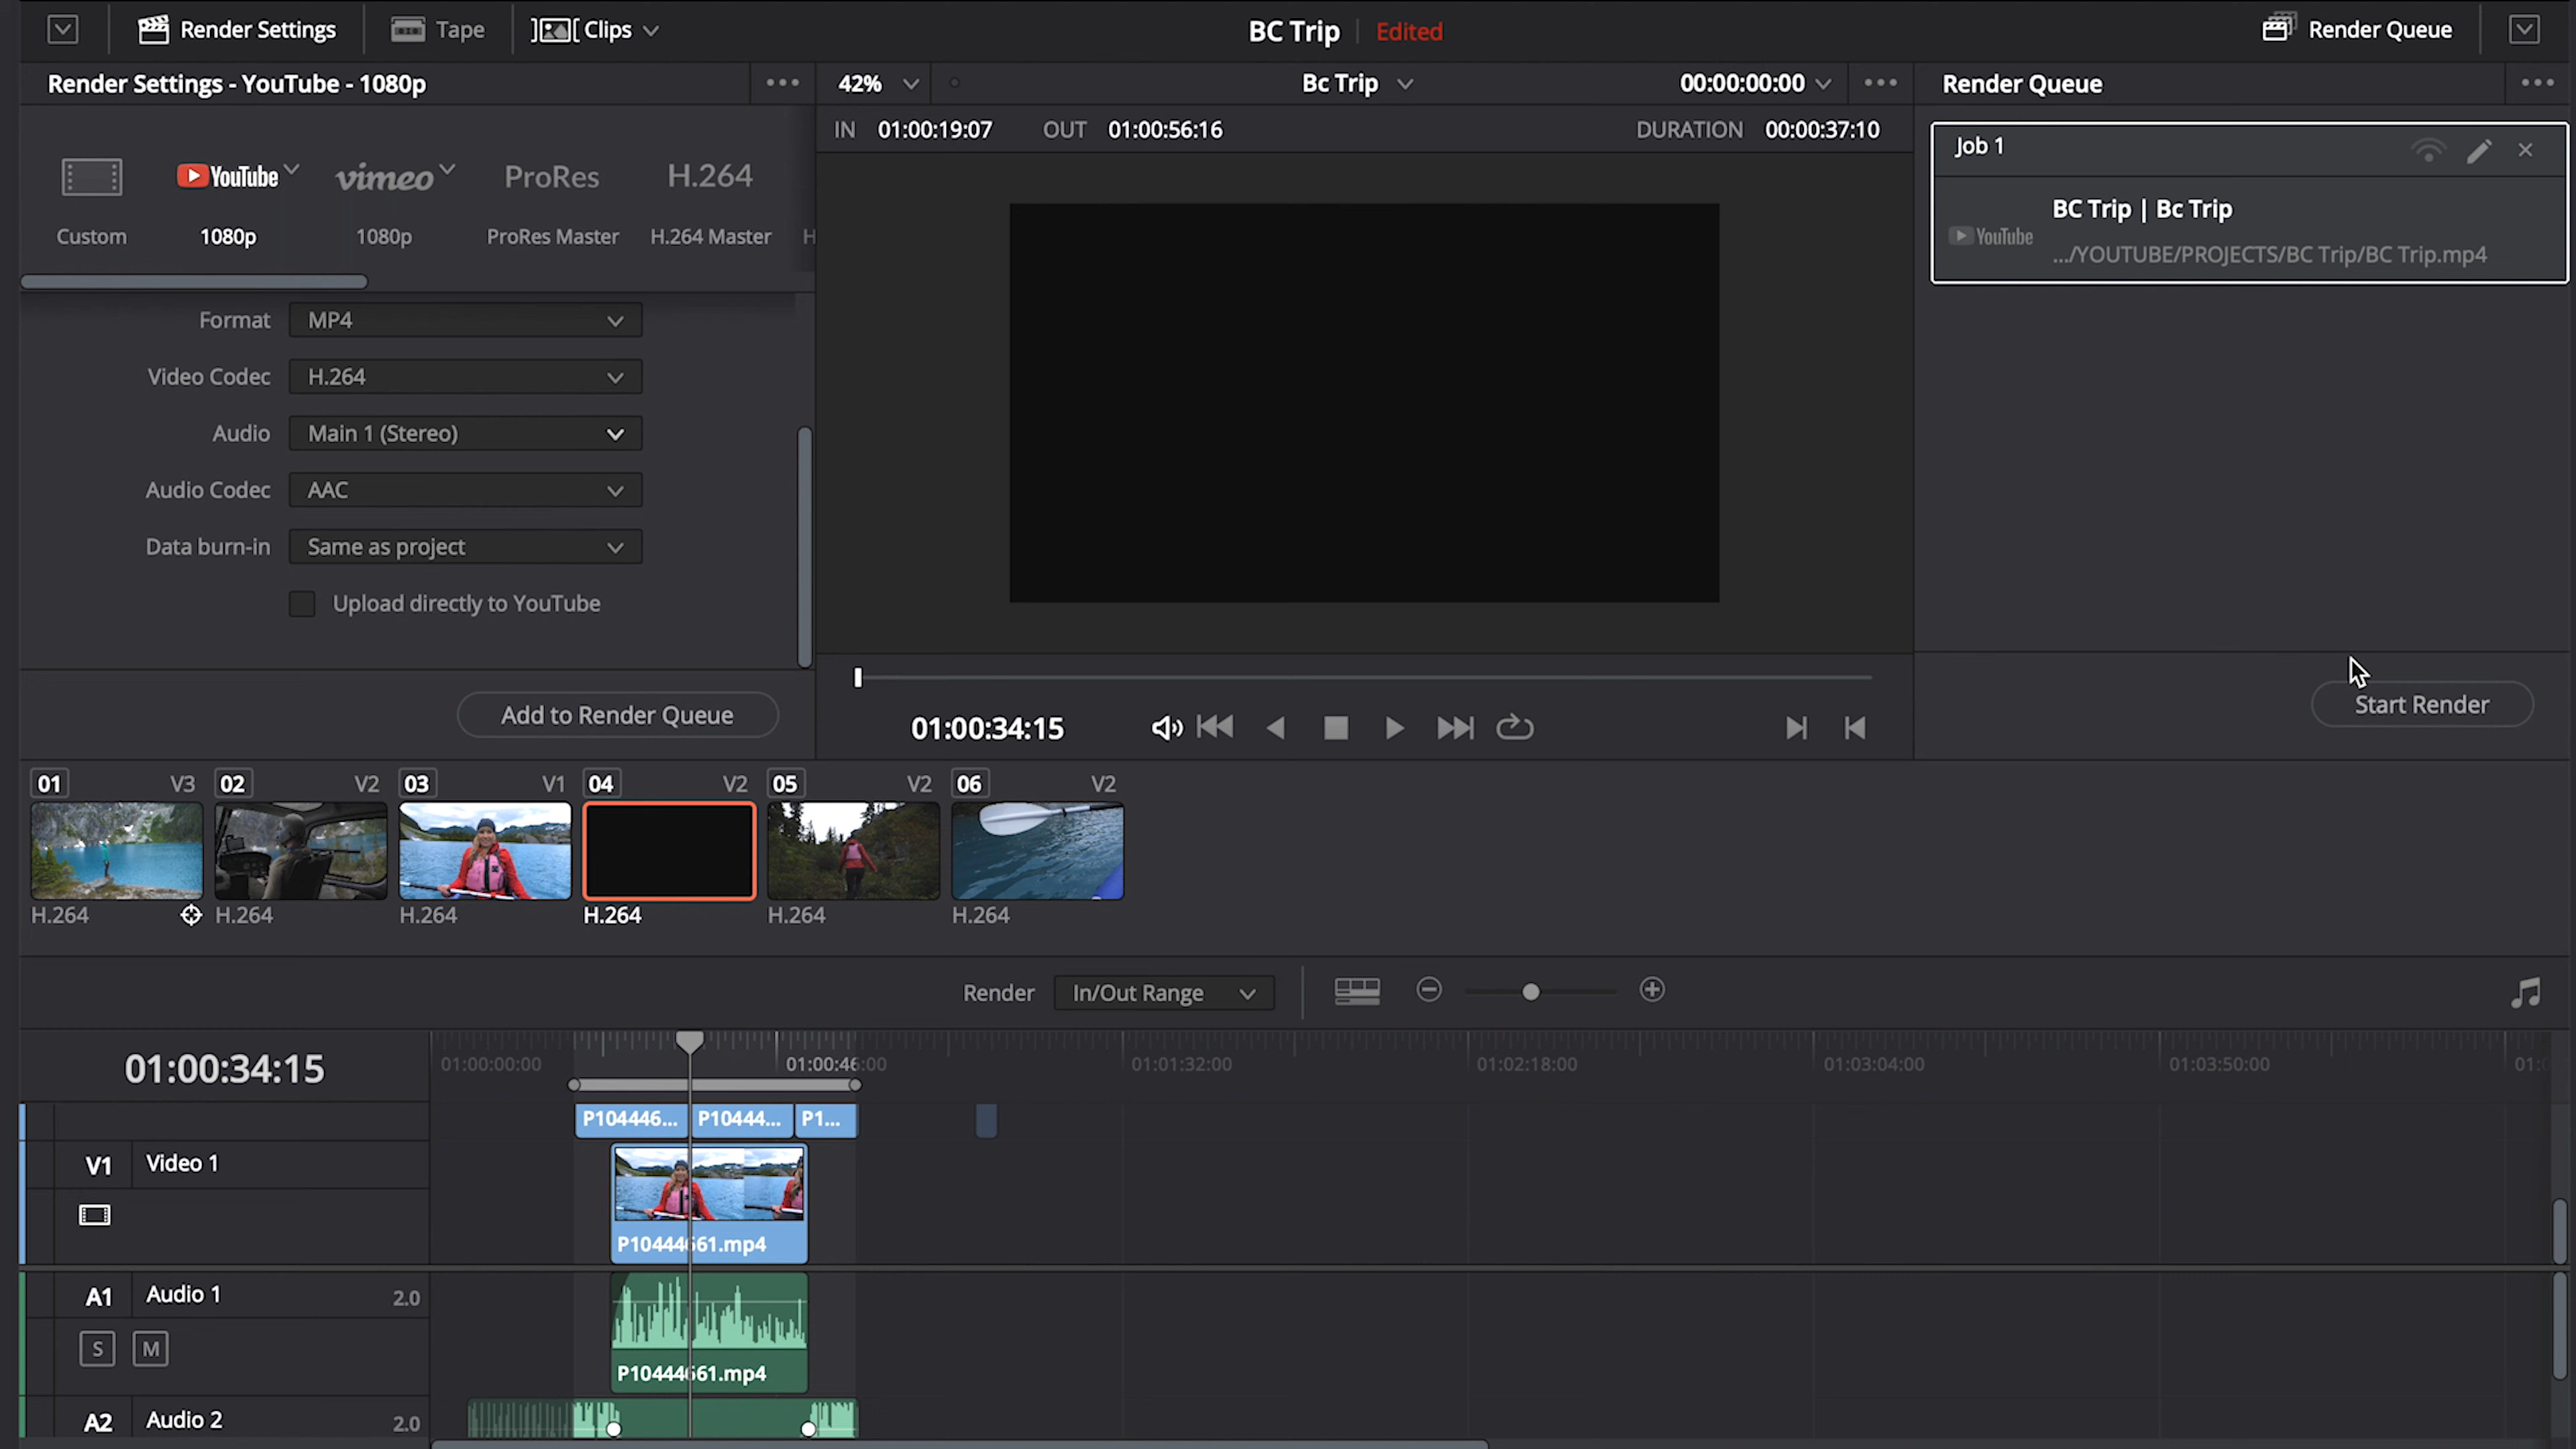 Render Settings Tape Clips BC Trip Edited Render Queue
Render Settings - YouTube - 1080p 42% Bc Trip 00:00:00:00 Render Queue
IN 01:00:19:07 OUT 01:00:56:16 DURATION 00:00:37:10
Job 1
YouTube vimeo ProRes H.264
Custom 1080p 1080p ProRes Master H.264 Master H
BC Trip | Bc Trip
YouTube
.../YOUTUBE/PROJECTS/BC Trip/BC Trip.mp4
Format MP4
Video Codec H.264
Audio Main 1 (Stereo)
Audio Codec AAC
Data burn-in Same as project
Upload directly to YouTube
Add to Render Queue
01:00:34:15
Start Render
01 V3 02 V2 03 V1 04 V2 05 V2 06 V2
H.264 H.264 H.264 H.264 H.264 H.264
Render In/Out Range
01:00:34:15
01:00:00:00 01:00:46:00 01:01:32:00 01:02:18:00 01:03:04:00 01:03:50:00
P104446... P10444... P1...
V1 Video 1
P10444661.mp4
A1 Audio 1 2.0
S M
P10444661.mp4
A2 Audio 2 2.0